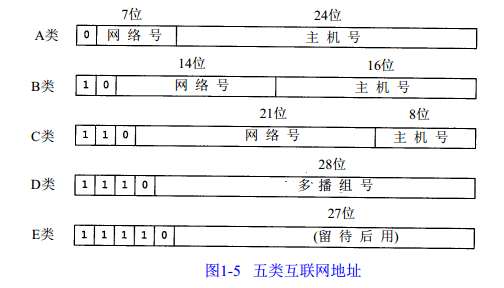 7位 24位
A类 0 网络号 主机号
14位 16位
B类 1 0 网络号 主机号
21位 8位
C类 1 1 0 网络号 主机号
28位
D类 1 1 1 0 多播组号
27位
E类 1 1 1 1 0 (留待后用)
图1-5 五类互联网地址